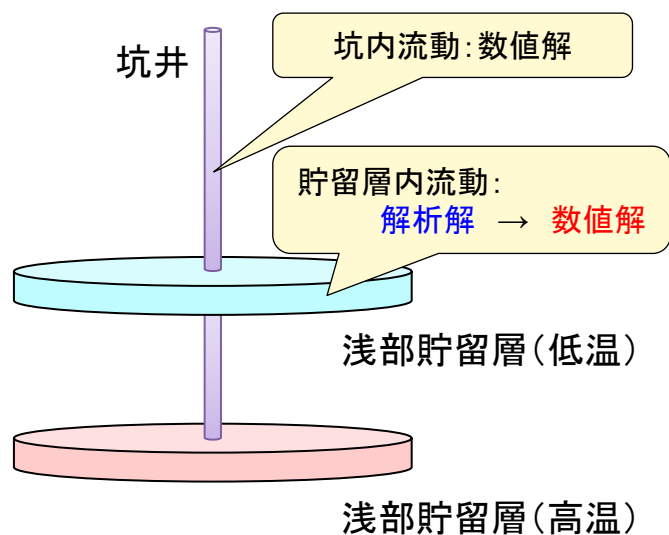 坑井
坑内流動：数値解
貯留層内流動：
解析解 → 数値解
浅部貯留層（低温）
浅部貯留層（高温）